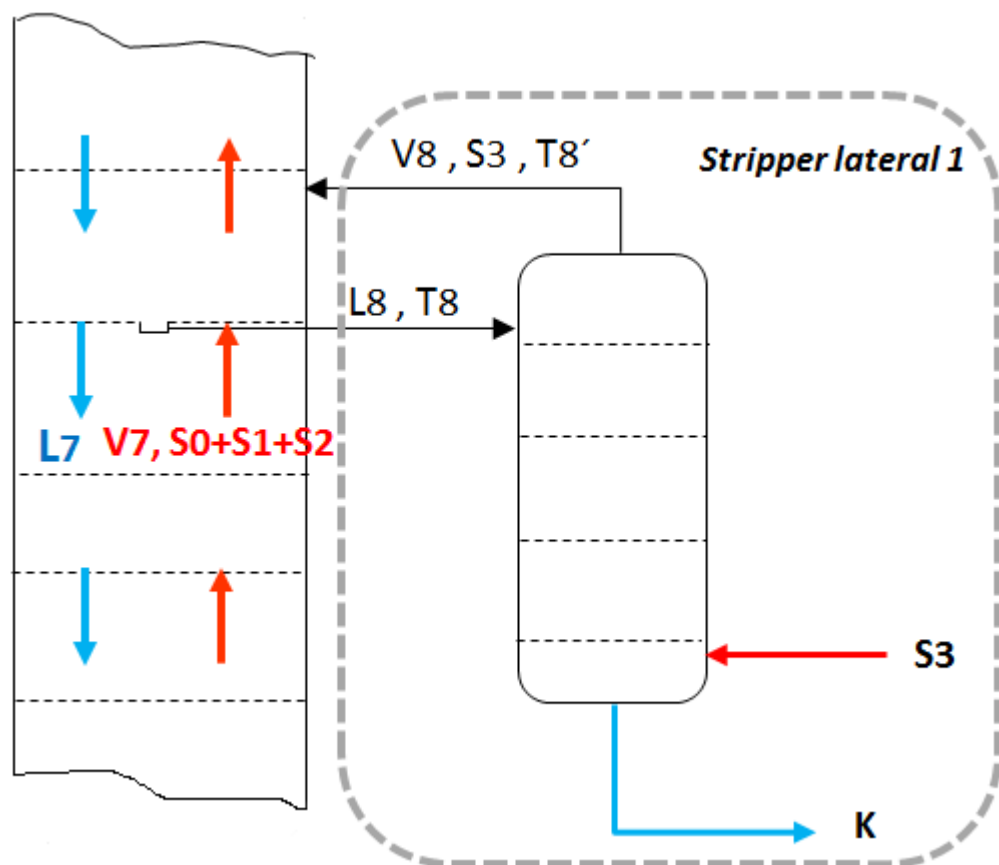 V8 , S3 , T8´
Stripper lateral 1
L8 , T8
L7
V7, S0+S1+S2
S3
K